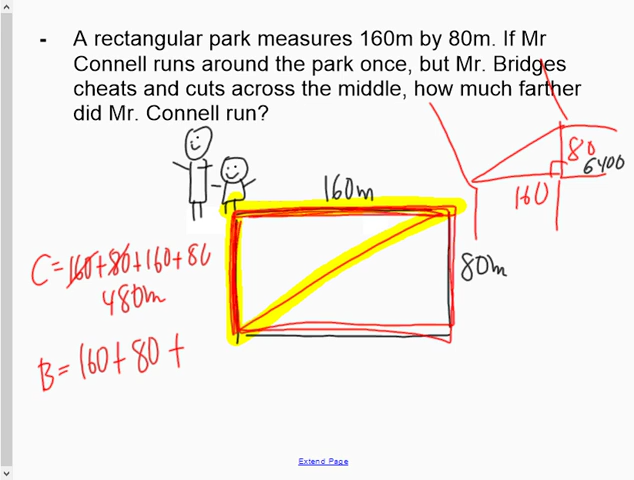 - A rectangular park measures 160m by 80m. If Mr
Connell runs around the park once, but Mr. Bridges
cheats and cuts across the middle, how much farther
did Mr. Connell run?
80
6400
160
160m
80m
C = 160 + 80 + 160 + 80
480m
B = 160 + 80 +
Extend Page